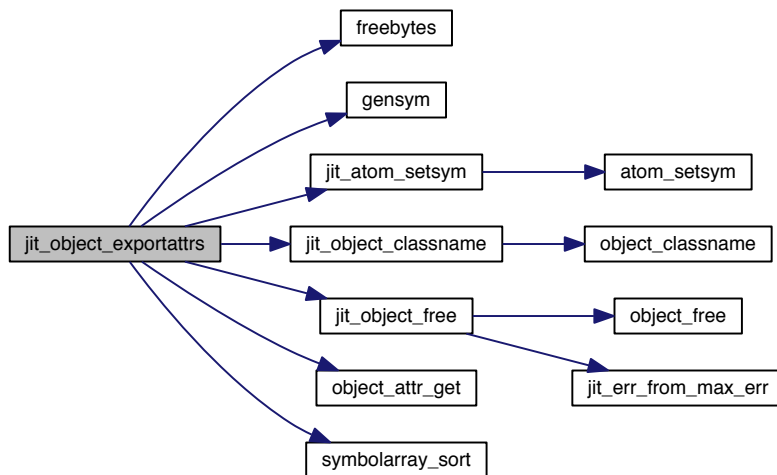 freebytes
gensym
jit_atom_setsym
atom_setsym
jit_object_exportattrs
jit_object_classname
object_classname
jit_object_free
object_free
object_attr_get
jit_err_from_max_err
symbolarray_sort